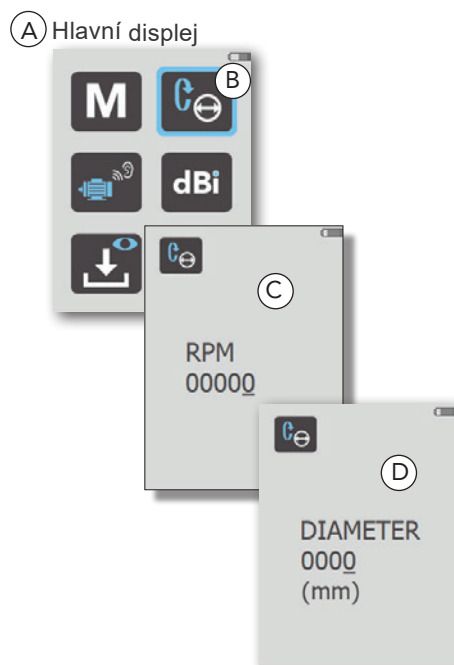 A Hlavní displej
B
M
dBi
C
RPM
00000
D
DIAMETER
0000
(mm)